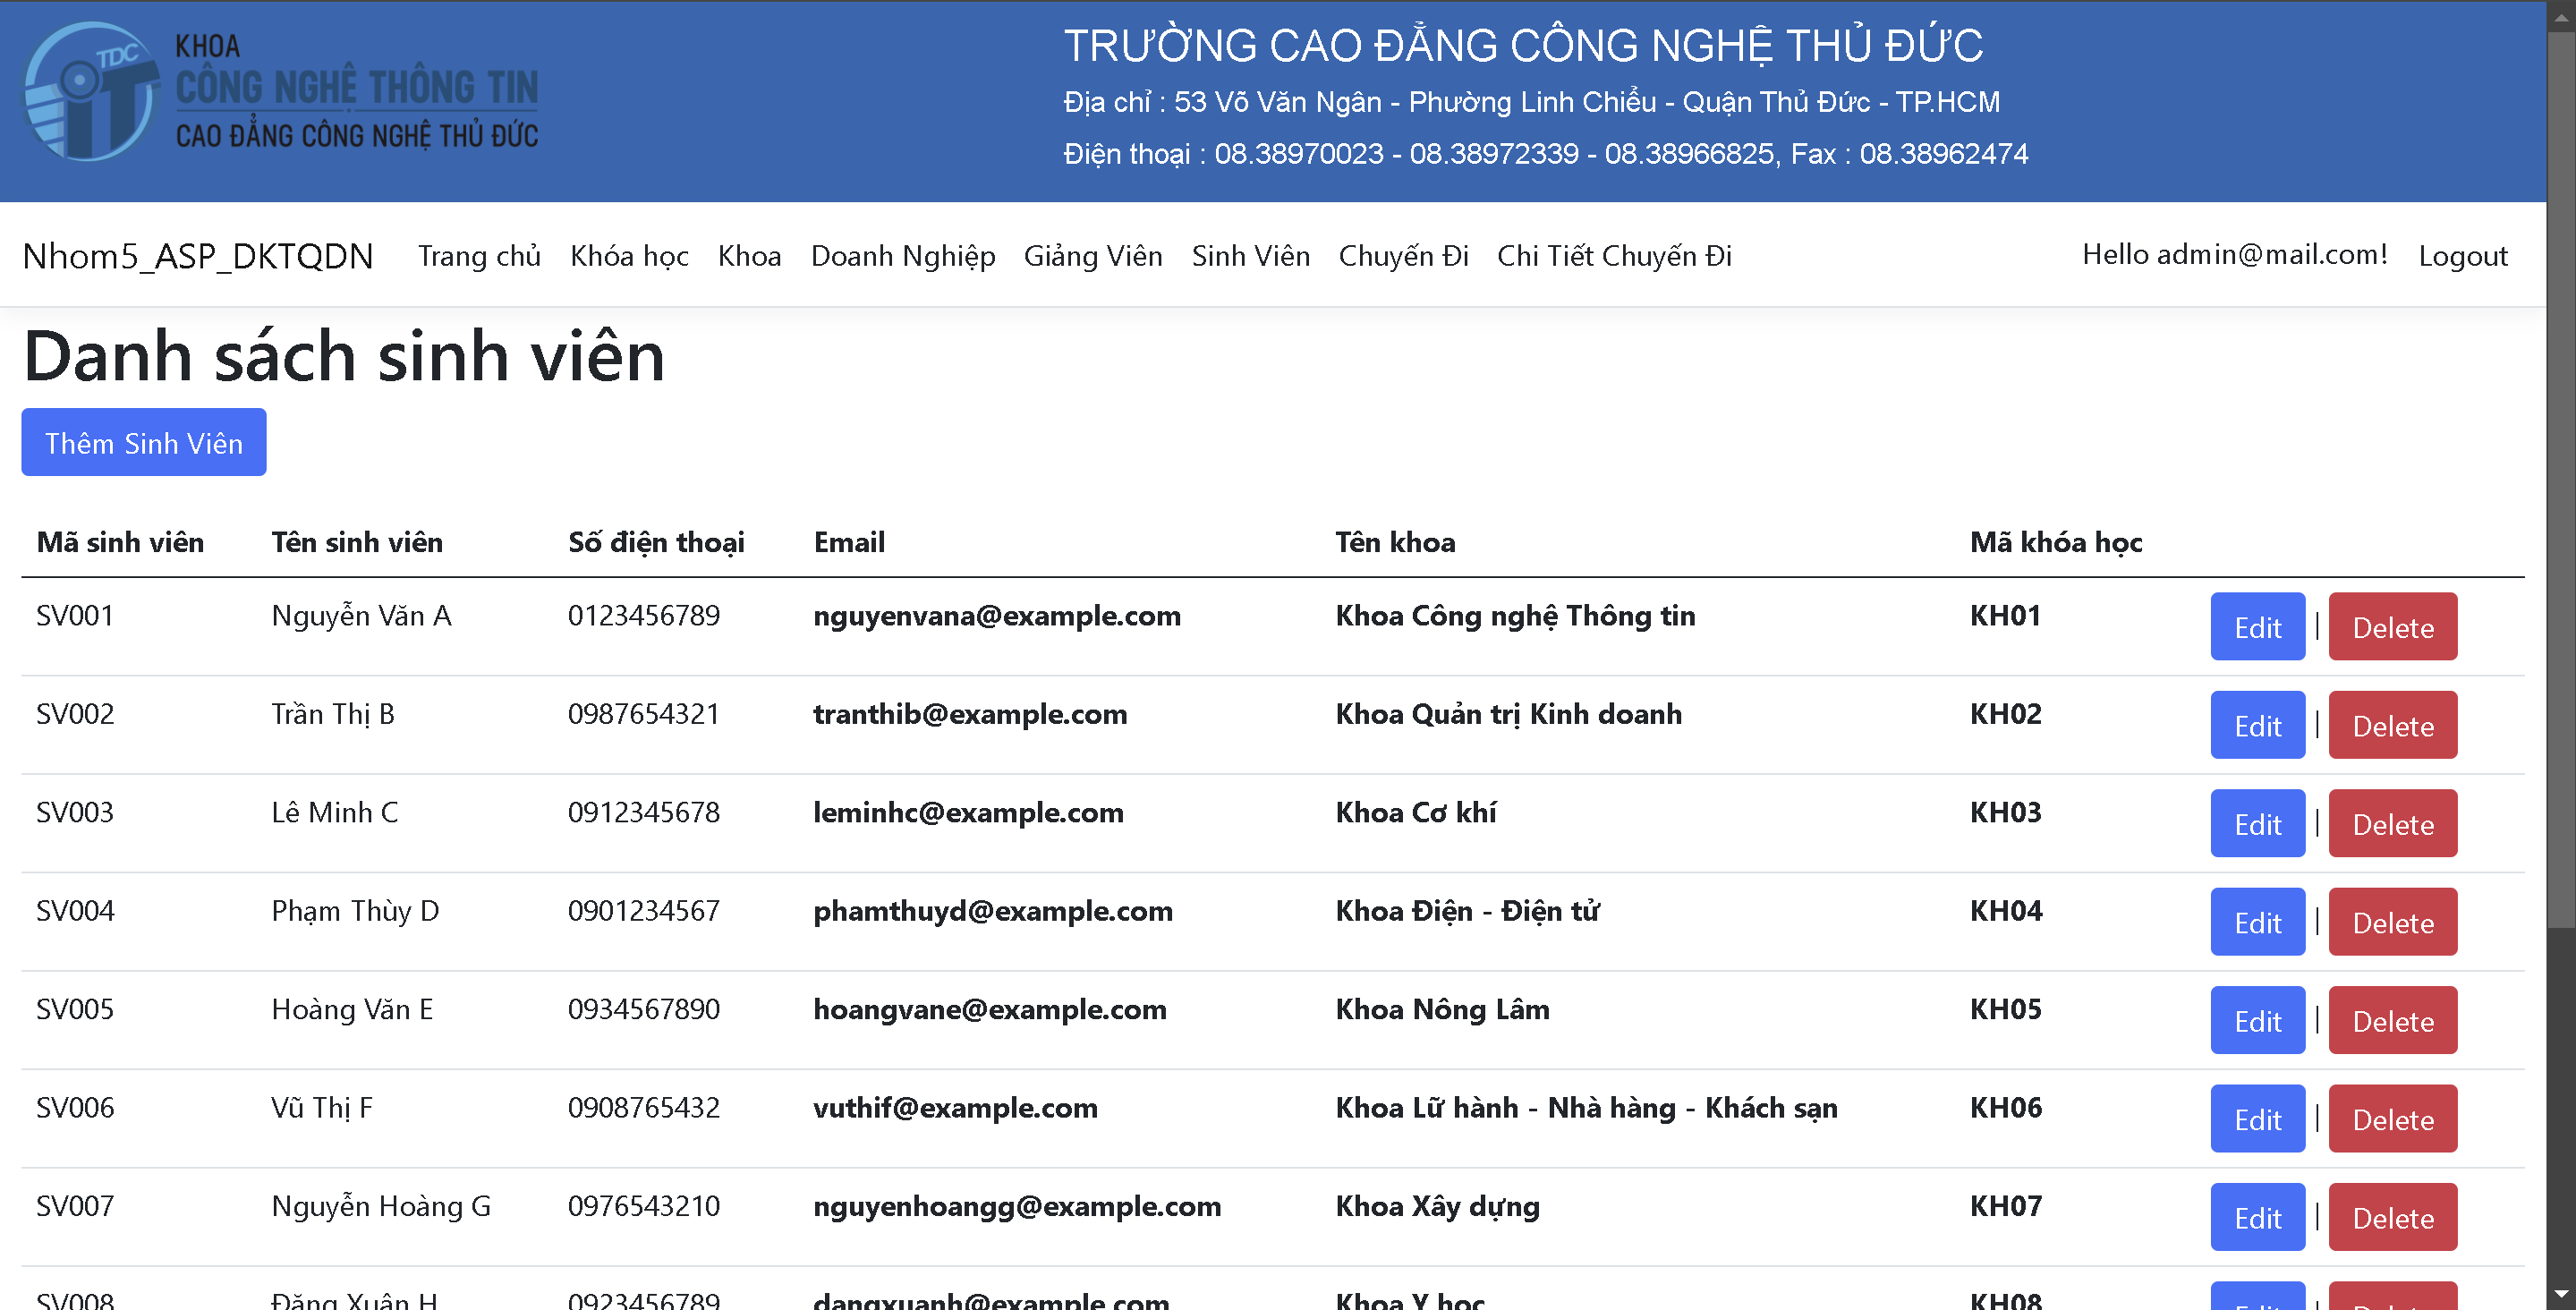 TDC
iT
KHOA
CÔNG NGHỆ THÔNG TIN
CAO ĐẲNG CÔNG NGHỆ THỦ ĐỨC
TRƯỜNG CAO ĐẲNG CÔNG NGHỆ THỦ ĐỨC
Địa chỉ : 53 Võ Văn Ngân - Phường Linh Chiểu - Quận Thủ Đức - TP.HCM
Điện thoại : 08.38970023 - 08.38972339 - 08.38966825, Fax : 08.38962474
Nhom5_ASP_DKTQDN Trang chủ Khóa học Khoa Doanh Nghiệp Giảng Viên Sinh Viên Chuyến Đi Chi Tiết Chuyến Đi Hello admin@mail.com! Logout
Danh sách sinh viên
Thêm Sinh Viên
Mã sinh viên Tên sinh viên Số điện thoại Email Tên khoa Mã khóa học
SV001 Nguyễn Văn A 0123456789 nguyenvana@example.com Khoa Công nghệ Thông tin KH01 Edit | Delete
SV002 Trần Thị B 0987654321 tranthib@example.com Khoa Quản trị Kinh doanh KH02 Edit | Delete
SV003 Lê Minh C 0912345678 leminhc@example.com Khoa Cơ khí KH03 Edit | Delete
SV004 Phạm Thùy D 0901234567 phamthuyd@example.com Khoa Điện - Điện tử KH04 Edit | Delete
SV005 Hoàng Văn E 0934567890 hoangvane@example.com Khoa Nông Lâm KH05 Edit | Delete
SV006 Vũ Thị F 0908765432 vuthif@example.com Khoa Lữ hành - Nhà hàng - Khách sạn KH06 Edit | Delete
SV007 Nguyễn Hoàng G 0976543210 nguyenhoangg@example.com Khoa Xây dựng KH07 Edit | Delete
SV008 Đặng Xuân H 0923456789 dangxuanh@example.com Khoa Y học KH08 Edit | Delete